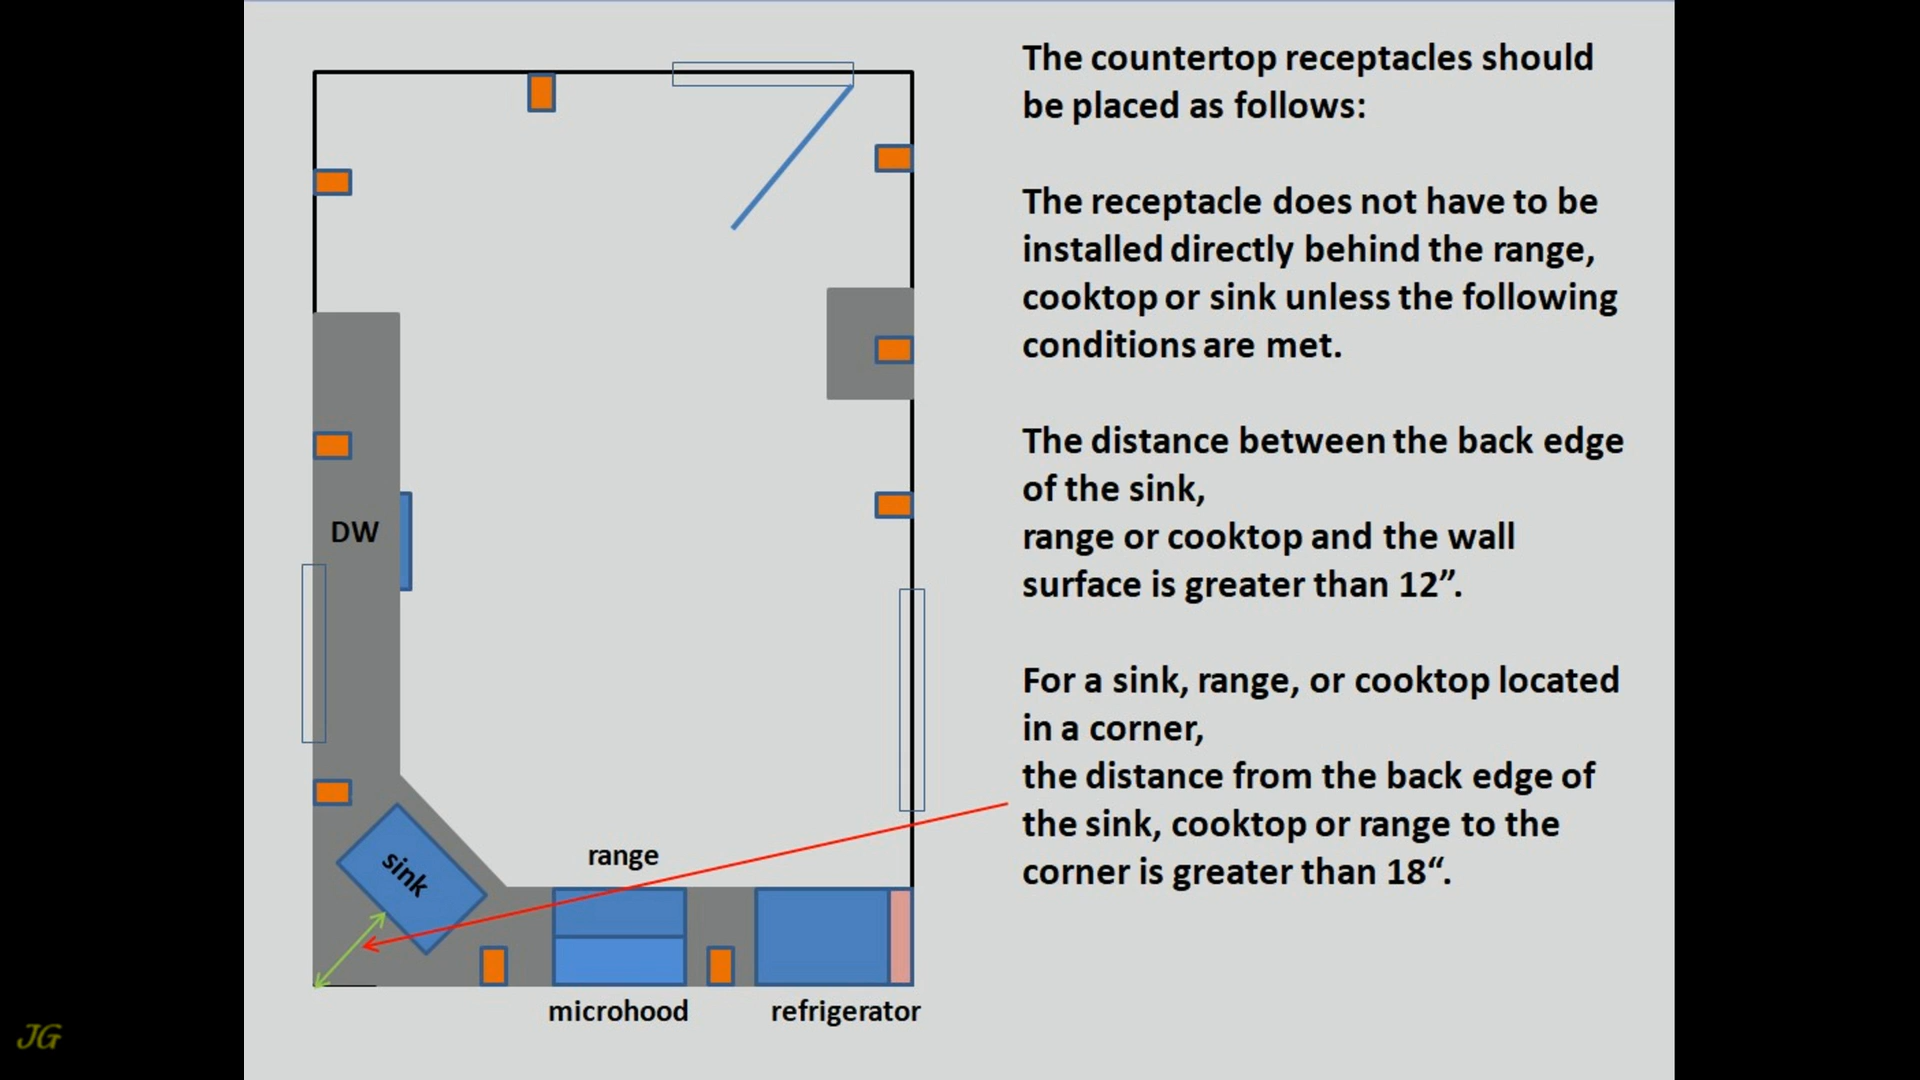 The countertop receptacles should
be placed as follows:
The receptacle does not have to be
installed directly behind the range,
cooktop or sink unless the following
conditions are met.
The distance between the back edge
of the sink,
range or cooktop and the wall
surface is greater than 12”.
For a sink, range, or cooktop located
in a corner,
the distance from the back edge of
the sink, cooktop or range to the
corner is greater than 18“.
DW
sink
range
microhood
refrigerator
JG